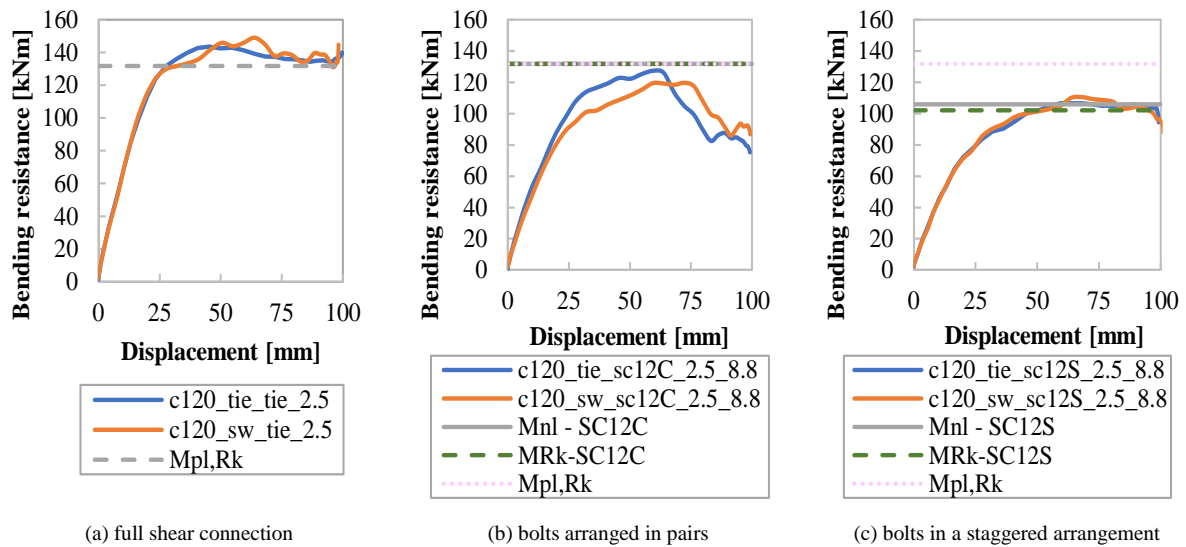 Bending resistance [kNm]
160
140
120
100
80
60
40
20
0
0 25 50 75 100
Displacement [mm]
c120_tie_tie_2.5
c120_sw_tie_2.5
Mpl,Rk
(a) full shear connection
Bending resistance [kNm]
160
140
120
100
80
60
40
20
0
0 25 50 75 100
Displacement [mm]
c120_tie_sc12C_2.5_8.8
c120_sw_sc12C_2.5_8.8
Mnl - SC12C
MRk-SC12C
Mpl,Rk
(b) bolts arranged in pairs
Bending resistance [kNm]
160
140
120
100
80
60
40
20
0
0 25 50 75 100
Displacement [mm]
c120_tie_sc12S_2.5_8.8
c120_sw_sc12S_2.5_8.8
Mnl - SC12S
MRk-SC12S
Mpl,Rk
(c) bolts in a staggered arrangement